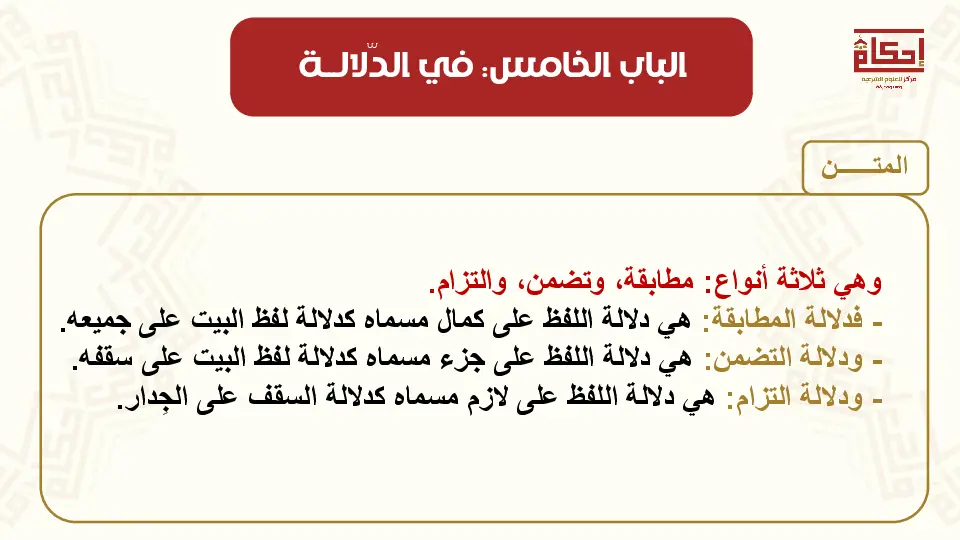 الباب الخامس: في الدّلالـة
إحكام
مركز للعلوم الشرعية
المتـــــن
وهي ثلاثة أنواع: مطابقة، وتضمن، والتزام.
- فدلالة المطابقة: هي دلالة اللفظ على كمال مسماه كدلالة لفظ البيت على جميعه.
- ودلالة التضمن: هي دلالة اللفظ على جزء مسماه كدلالة لفظ البيت على سقفه.
- ودلالة التزام: هي دلالة اللفظ على لازم مسماه كدلالة السقف على الجِدار.